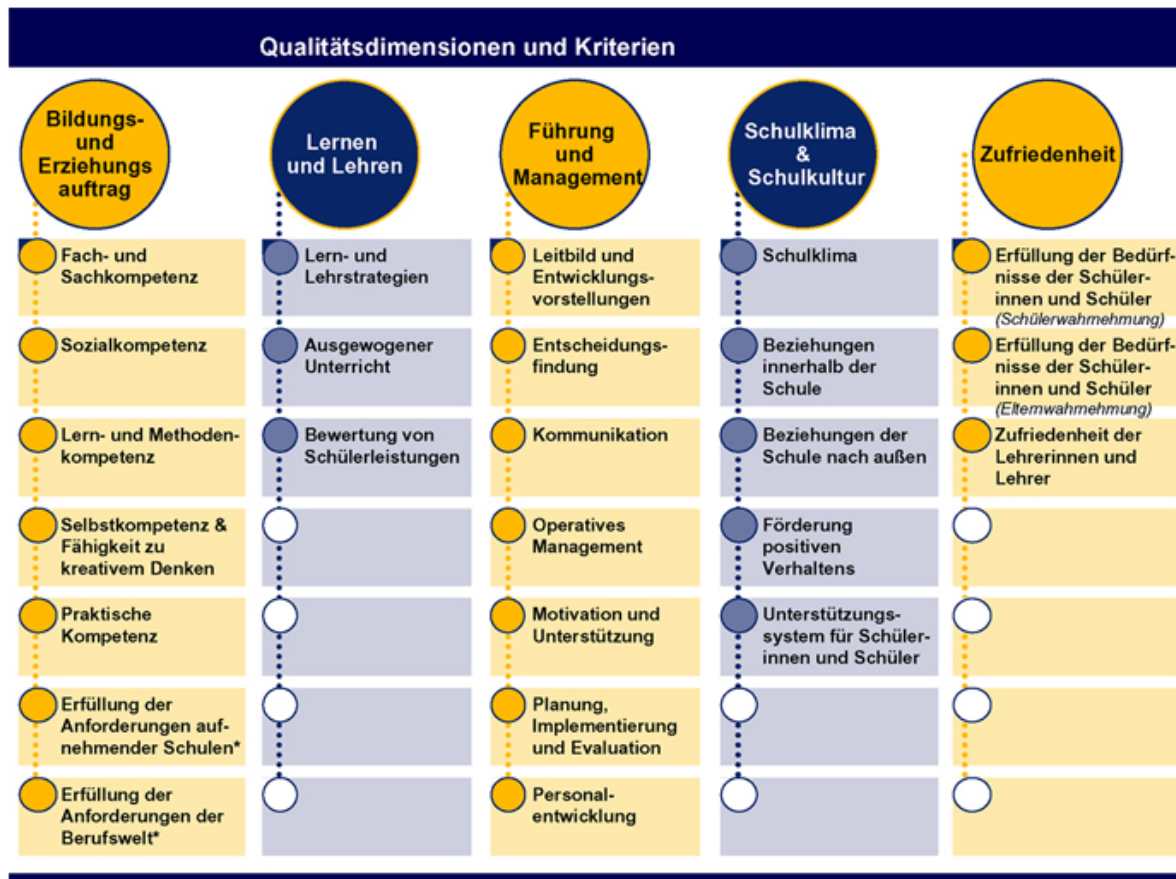 Qualitätsdimensionen und Kriterien
Bildungs-
und
Erziehungs
auftrag
Fach- und
Sachkompetenz
Sozialkompetenz
Lern- und Methoden-
kompetenz
Selbstkompetenz &
Fähigkeit zu
kreativem Denken
Praktische
Kompetenz
Erfüllung der
Anforderungen auf-
nehmender Schulen*
Erfüllung der
Anforderungen der
Berufswelt*
Lernen
und Lehren
Lern- und
Lehrstrategien
Ausgewogener
Unterricht
Bewertung von
Schülerleistungen
Führung
und
Management
Leitbild und
Entwicklungs-
vorstellungen
Entscheidungs-
findung
Kommunikation
Operatives
Management
Motivation und
Unterstützung
Planung,
Implementierung
und Evaluation
Personal-
entwicklung
Schulklima
&
Schulkultur
Schulklima
Beziehungen
innerhalb der
Schule
Beziehungen der
Schule nach außen
Förderung
positiven
Verhaltens
Unterstützungs-
system für Schüler-
innen und Schüler
Zufriedenheit
Erfüllung der Bedürf-
nisse der Schüler-
innen und Schüler
(Schülerwahrnehmung)
Erfüllung der Bedürf-
nisse der Schüler-
innen und Schüler
(Elternwahrnehmung)
Zufriedenheit der
Lehrerinnen und
Lehrer